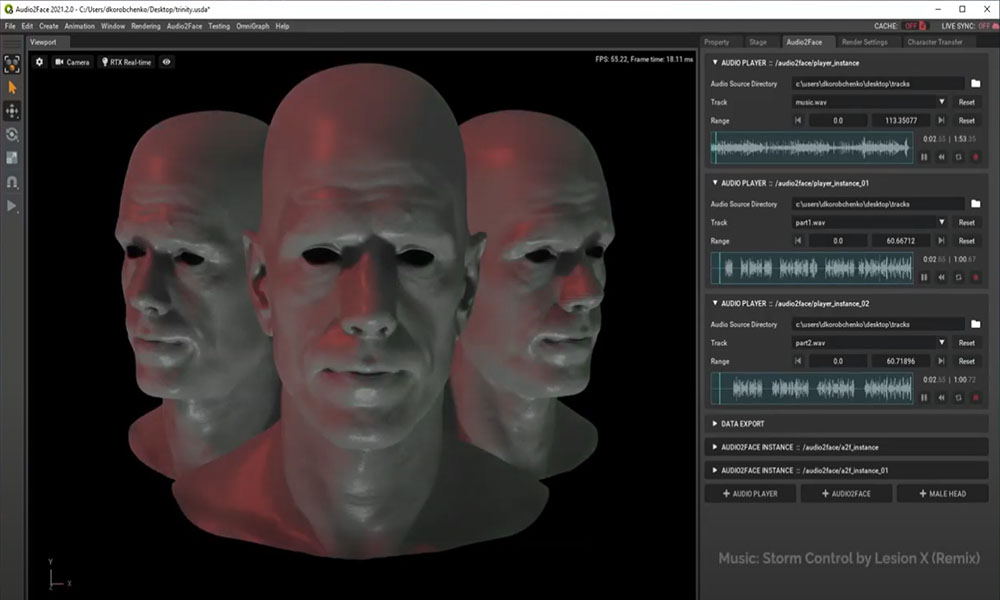 Audio2Face 2021.2.0 - C:/Users/dkorobchenko/Desktop/trinity.usda*
File Edit Create Animation Window Rendering Audio2Face Testing OmniGraph Help
CACHE: OFF LIVE SYNC: OFF
Viewport
Property Stage Audio2Face Render Settings Character Transfer
Camera RTX Real-time
FPS: 55.22, Frame time: 18.11 ms
AUDIO PLAYER :: /audio2face/player_instance
Audio Source Directory c:\users\dkorobchenko\desktop\tracks
Track music.wav Reset
Range 0.0 113.35077 Reset
0:02.65 | 1:53.35
AUDIO PLAYER :: /audio2face/player_instance_01
Audio Source Directory c:\users\dkorobchenko\desktop\tracks
Track part1.wav Reset
Range 0.0 60.66712 Reset
0:02.65 | 1:00.67
AUDIO PLAYER :: /audio2face/player_instance_02
Audio Source Directory c:\users\dkorobchenko\desktop\tracks
Track part2.wav Reset
Range 0.0 60.71896 Reset
0:02.65 | 1:00.72
DATA EXPORT
AUDIO2FACE INSTANCE :: /audio2face/a2f_instance
AUDIO2FACE INSTANCE :: /audio2face/a2f_instance_01
+ AUDIO PLAYER + AUDIO2FACE + MALE HEAD
Music: Storm Control by Lesion X (Remix)
Y
X